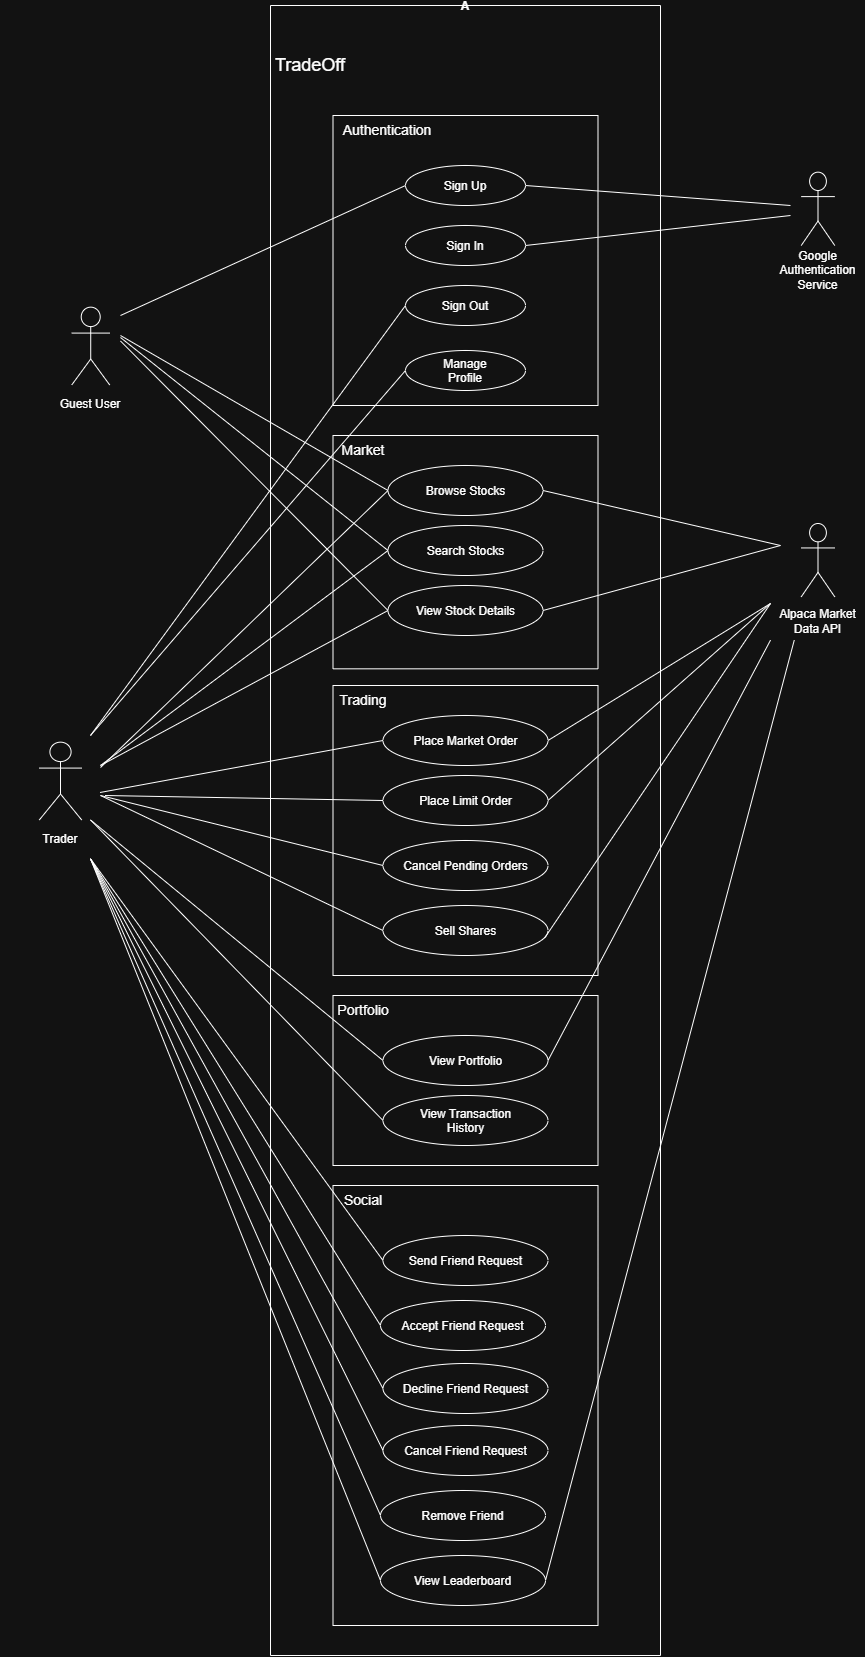 A
TradeOff
Authentication
Sign Up
Sign In
Sign Out
Manage
Profile
Google
Authentication
Service
Guest User
Market
Browse Stocks
Search Stocks
View Stock Details
Alpaca Market
Data API
Trading
Place Market Order
Place Limit Order
Cancel Pending Orders
Sell Shares
Trader
Portfolio
View Portfolio
View Transaction
History
Social
Send Friend Request
Accept Friend Request
Decline Friend Request
Cancel Friend Request
Remove Friend
View Leaderboard